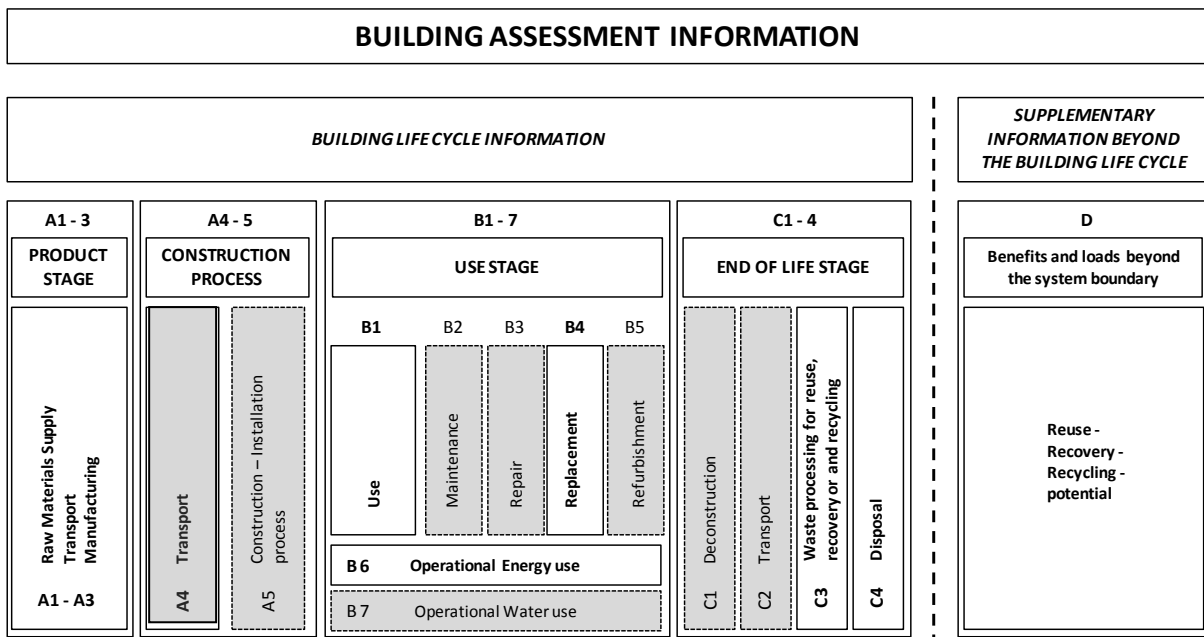 BUILDING ASSESSMENT INFORMATION
BUILDING LIFE CYCLE INFORMATION
SUPPLEMENTARY
INFORMATION BEYOND
THE BUILDING LIFE CYCLE
A1 - 3
PRODUCT
STAGE
Raw Materials Supply
Transport
Manufacturing
A1 - A3
A4 - 5
CONSTRUCTION
PROCESS
Transport
A4
Construction – Installation
process
A5
B1 - 7
USE STAGE
B1
Use
B2
Maintenance
B3
Repair
B4
Replacement
B5
Refurbishment
B 6 Operational Energy use
B 7 Operational Water use
C1 - 4
END OF LIFE STAGE
C1 Deconstruction
C2 Transport
Waste processing for reuse,
recovery or and recycling
C3
C4 Disposal
D
Benefits and loads beyond
the system boundary
Reuse -
Recovery -
Recycling -
potential